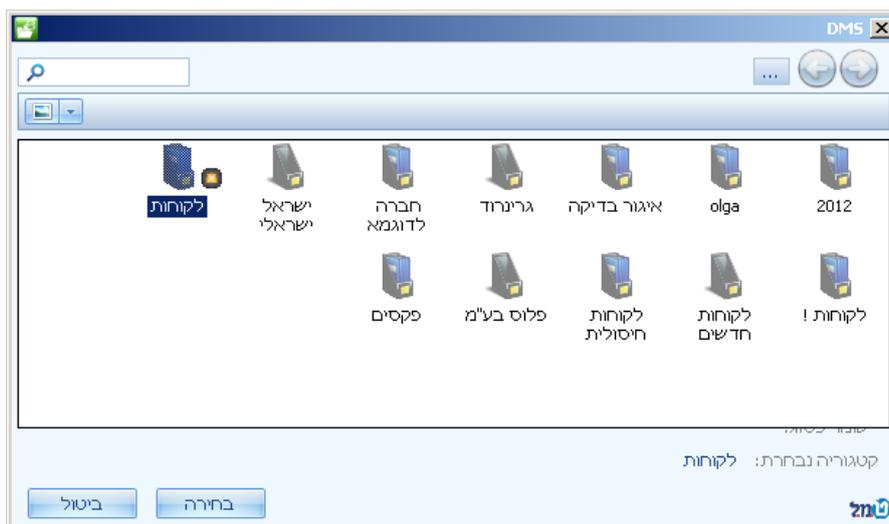 DMS
...
2012
olga
איגור בדיקה
גרינרוד
חברה
לדוגמא
ישראל
ישראלי
לקוחות
לקוחות !
לקוחות
חדשים
לקוחות
חיסולית
פלוס בע"מ
פקסים
קטגוריה נבחרת: לקוחות
בחירה
ביטול